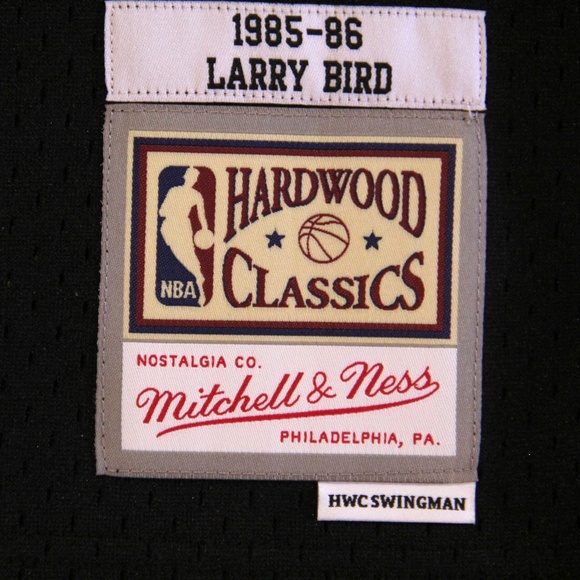 1985-86
LARRY BIRD
HARDWOOD
NBA
CLASSICS
NOSTALGIA CO.
Mitchell & Ness
PHILADELPHIA, PA.
HWC SWINGMAN